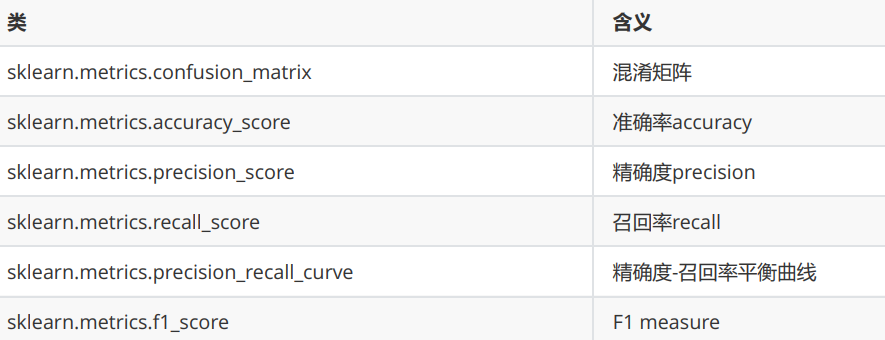 类 含义
sklearn.metrics.confusion_matrix 混淆矩阵
sklearn.metrics.accuracy_score 准确率accuracy
sklearn.metrics.precision_score 精确度precision
sklearn.metrics.recall_score 召回率recall
sklearn.metrics.precision_recall_curve 精确度-召回率平衡曲线
sklearn.metrics.f1_score F1 measure